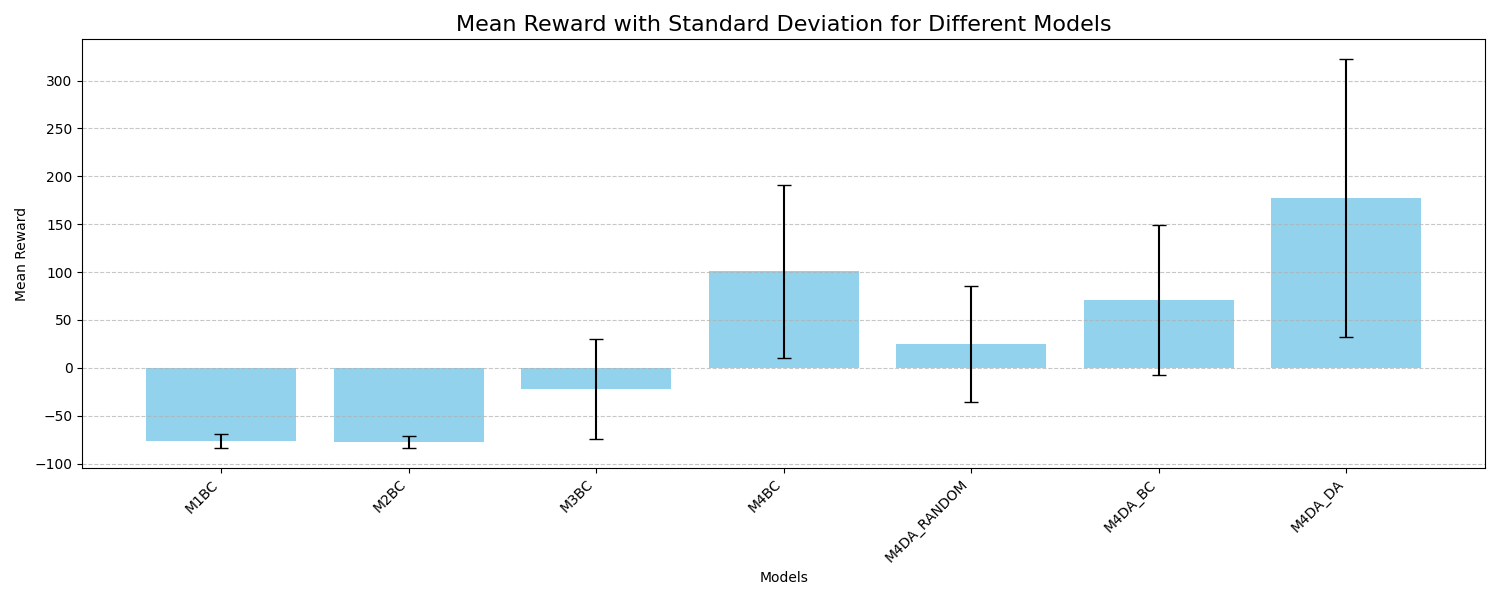 Mean Reward with Standard Deviation for Different Models
Mean Reward
300
250
200
150
100
50
0
−50
−100
M1BC
M2BC
M3BC
M4BC
M4DA_RANDOM
M4DA_BC
M4DA_DA
Models